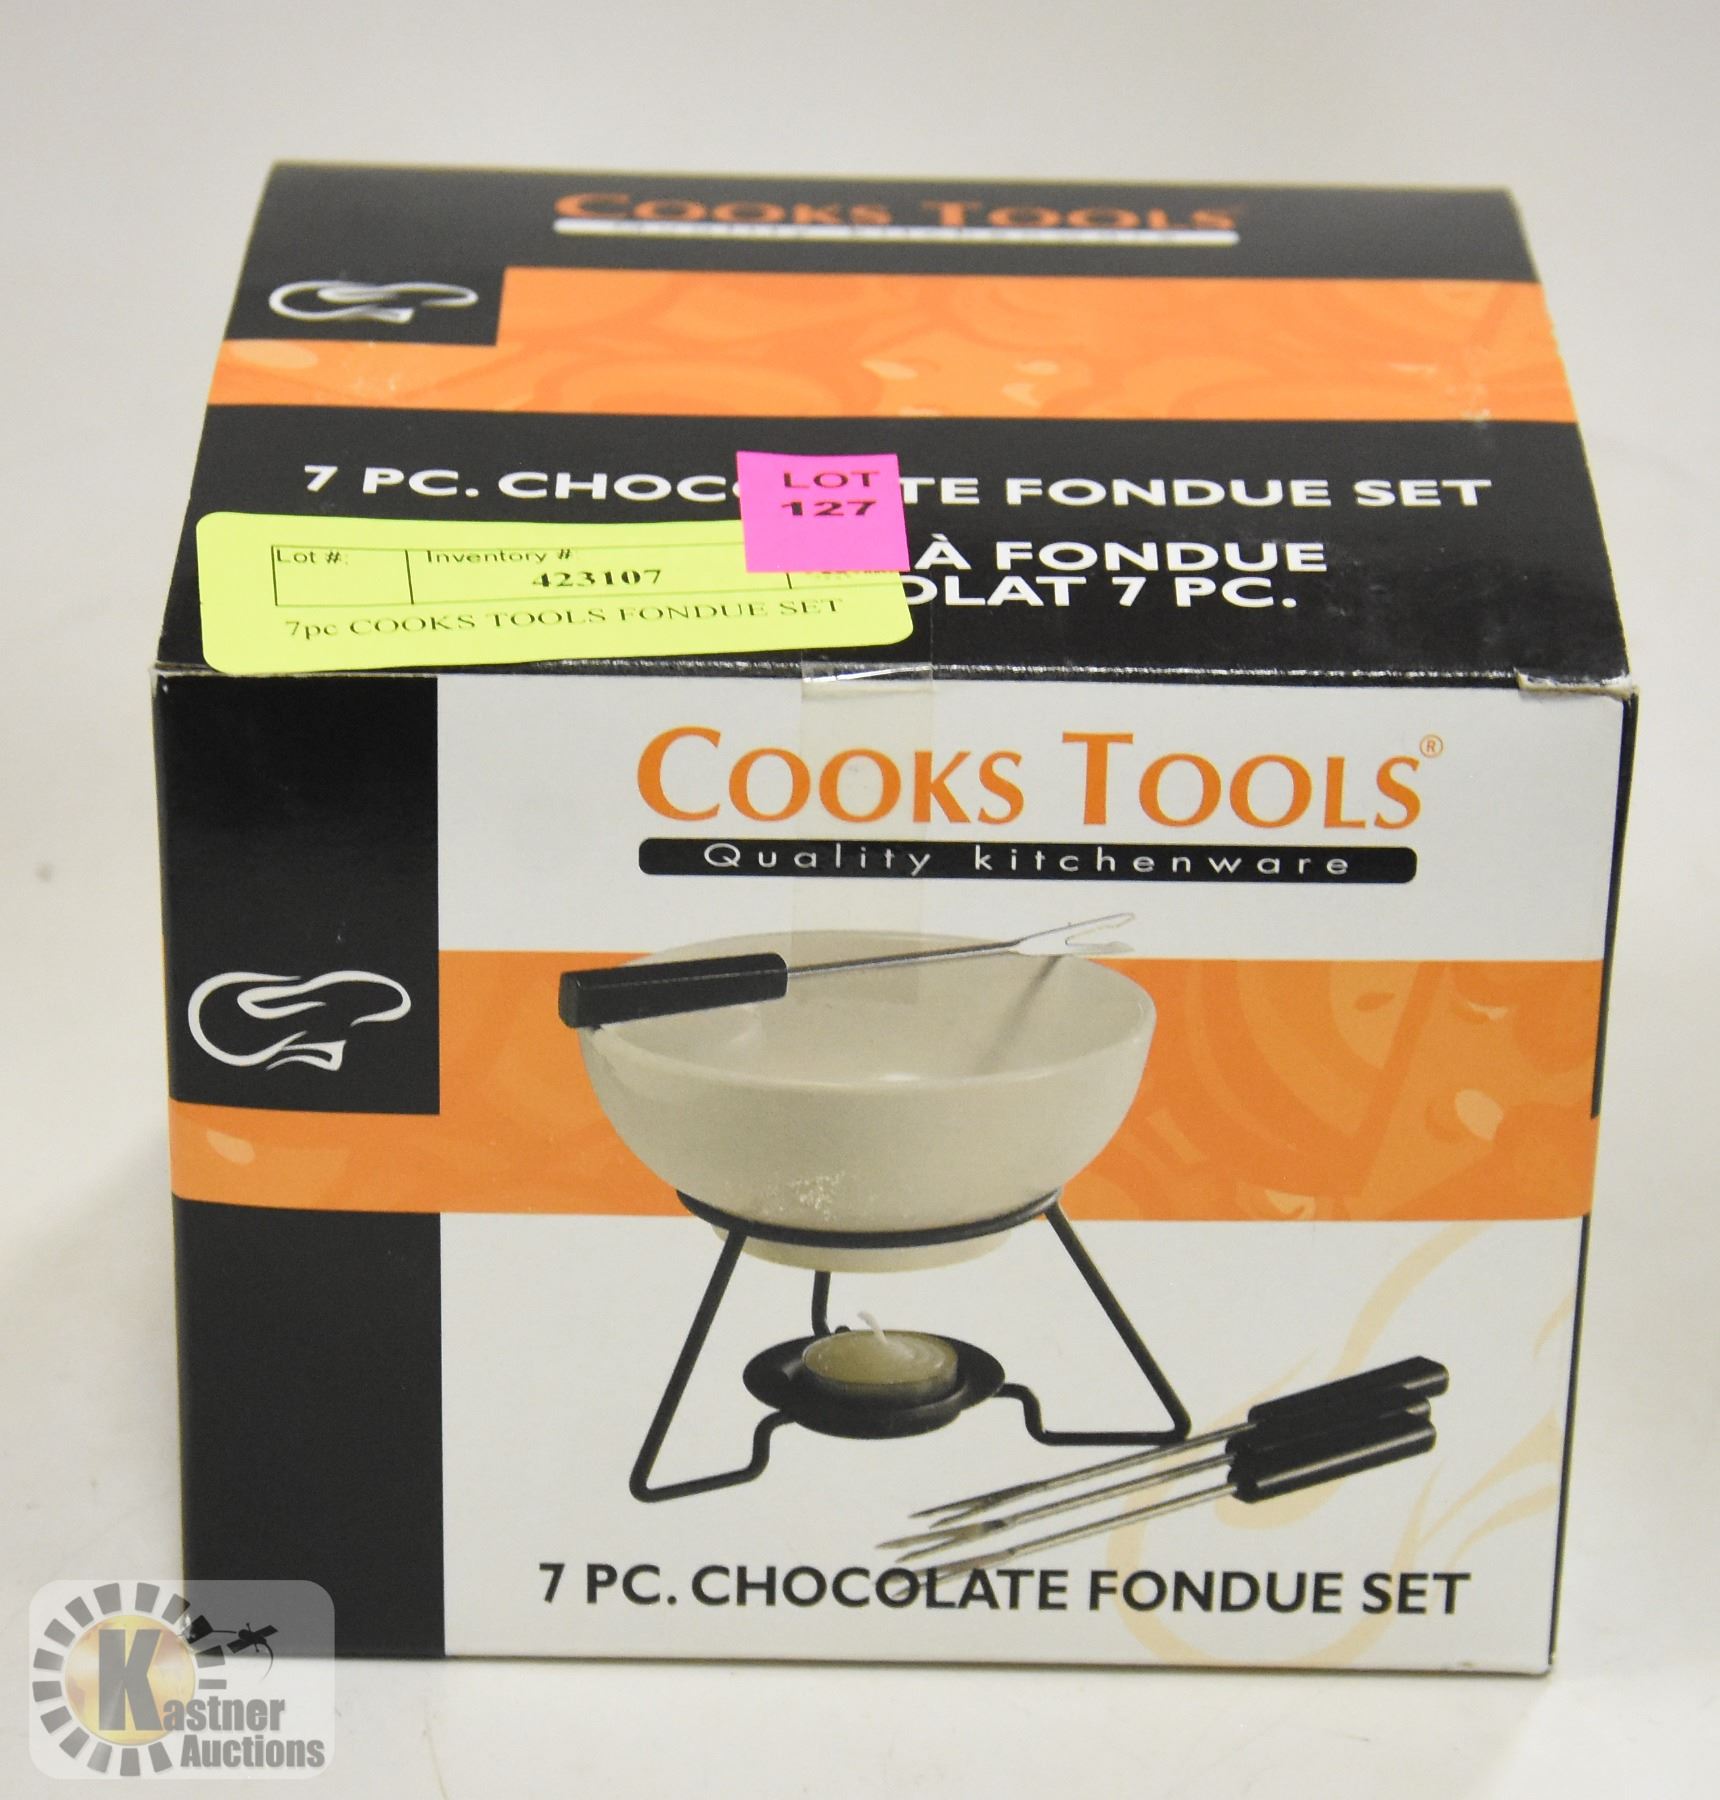 COOKS TOOLS
7 PC. CHOC TE FONDUE SET
LOT
127
Lot #:
Inventory #
423107
7pc COOKS TOOLS FONDUE SET
À FONDUE
OLAT 7 PC.
COOKS TOOLS®
Quality kitchenware
7 PC. CHOCOLATE FONDUE SET
Kastner
Auctions